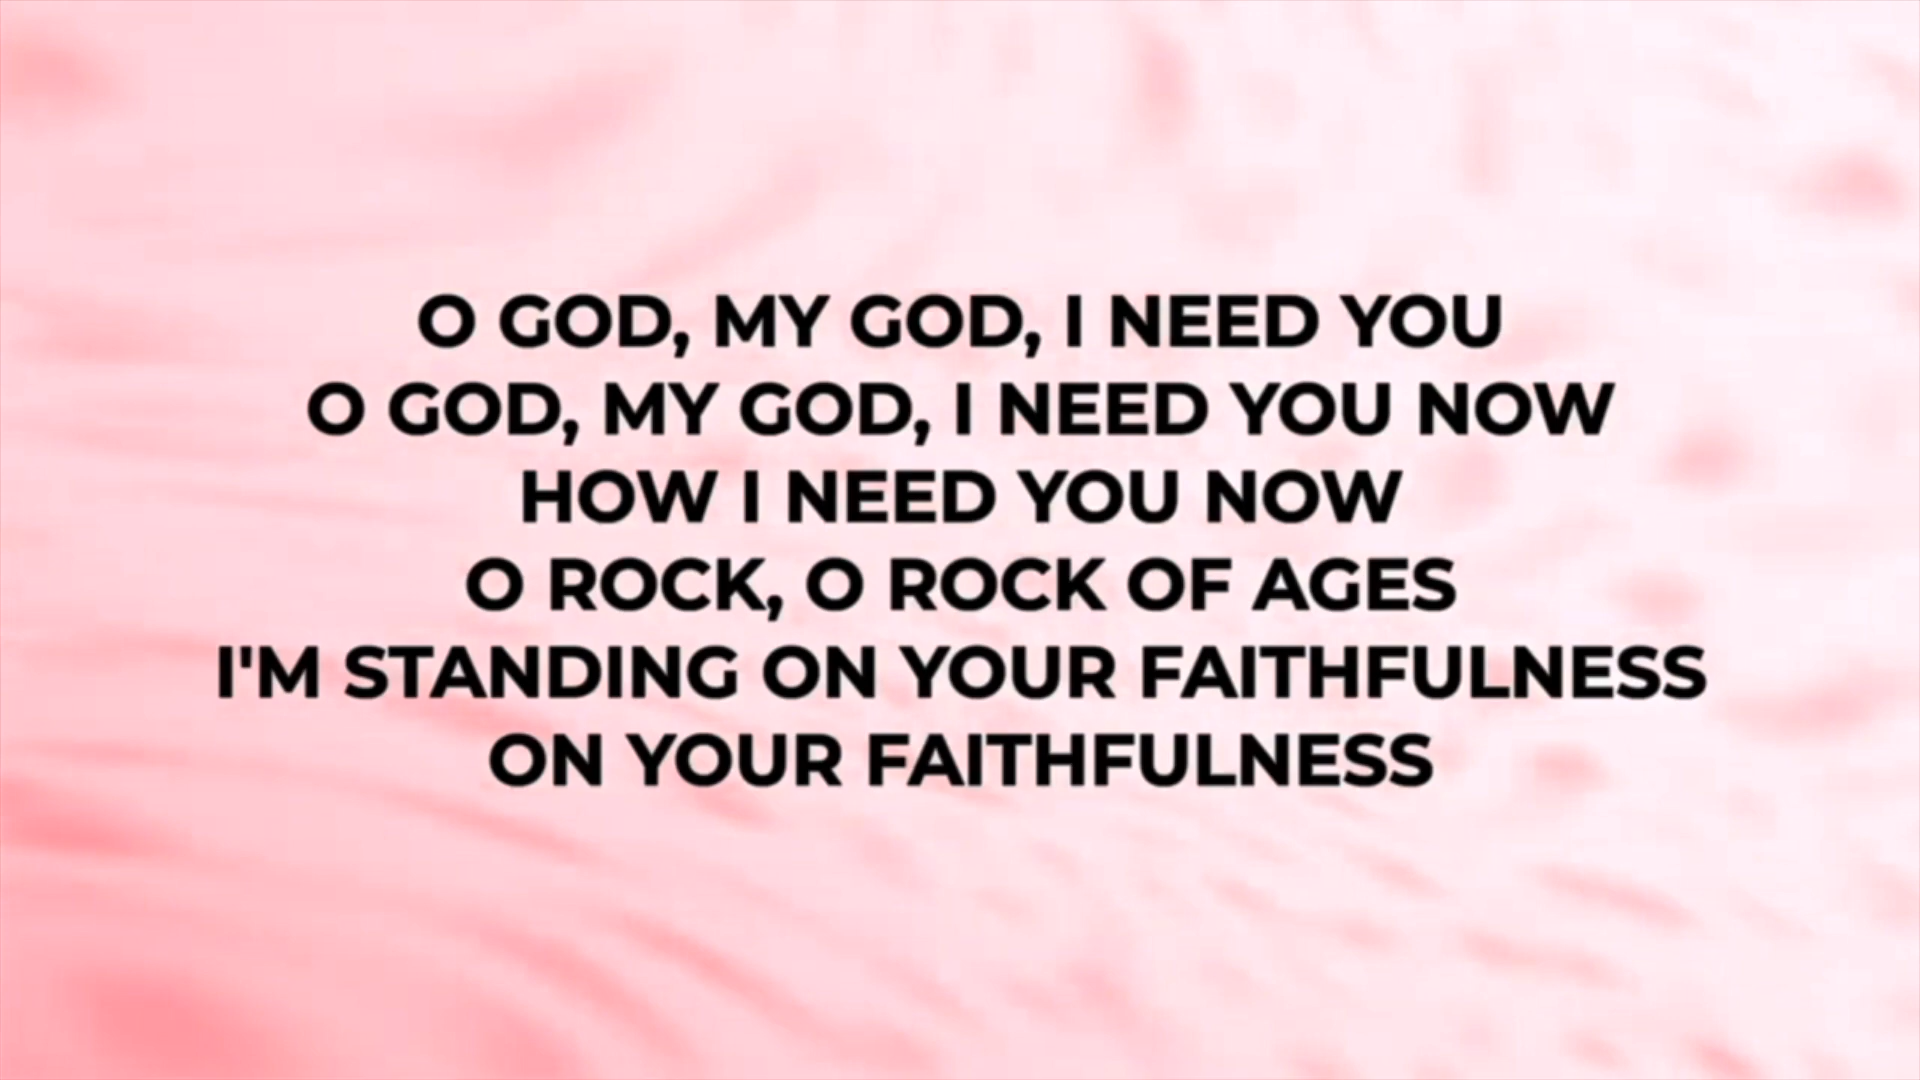 O GOD, MY GOD, I NEED YOU
O GOD, MY GOD, I NEED YOU NOW
HOW I NEED YOU NOW
O ROCK, O ROCK OF AGES
I'M STANDING ON YOUR FAITHFULNESS
ON YOUR FAITHFULNESS